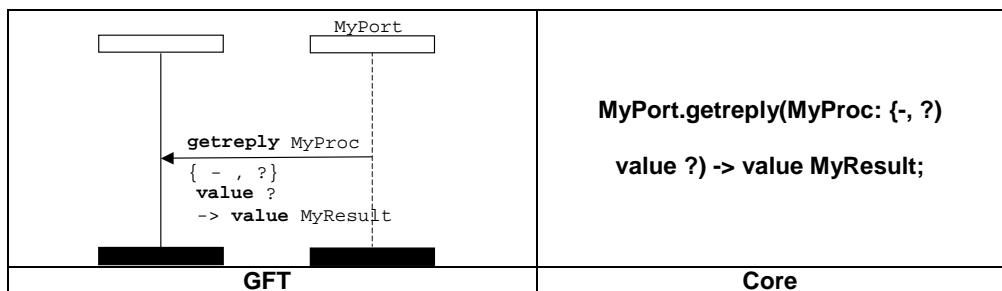 MyPort
getreply MyProc
{ - , ?}
value ?
-> value MyResult
MyPort.getreply(MyProc: {-, ?)
value ?) -> value MyResult;
GFT
Core